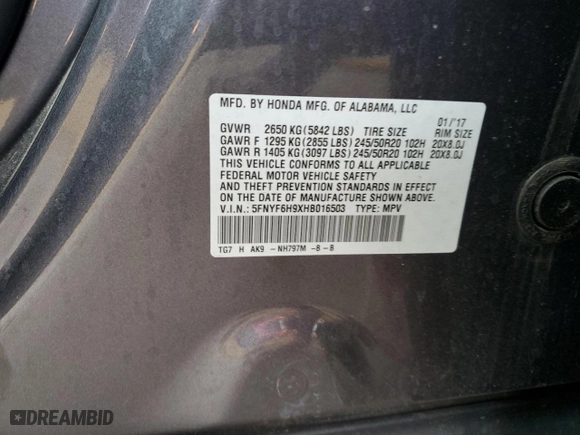 MFD. BY HONDA MFG. OF ALABAMA, LLC
01/'17
GVWR 2650 KG (5842 LBS) TIRE SIZE RIM SIZE
GAWR F 1295 KG (2855 LBS) 245/50R20 102H 20X8.0J
GAWR R 1405 KG (3097 LBS) 245/50R20 102H 20X8.0J
THIS VEHICLE CONFORMS TO ALL APPLICABLE
FEDERAL MOTOR VEHICLE SAFETY
AND THEFT PREVENTION STANDARDS IN EFFECT
ON THE DATE OF MANUFACTURE SHOWN ABOVE
V.I.N.: 5FNYF6H9XHB016503 TYPE: MPV
TG7 H AK9 -NH797M -B -B
DREAMBID